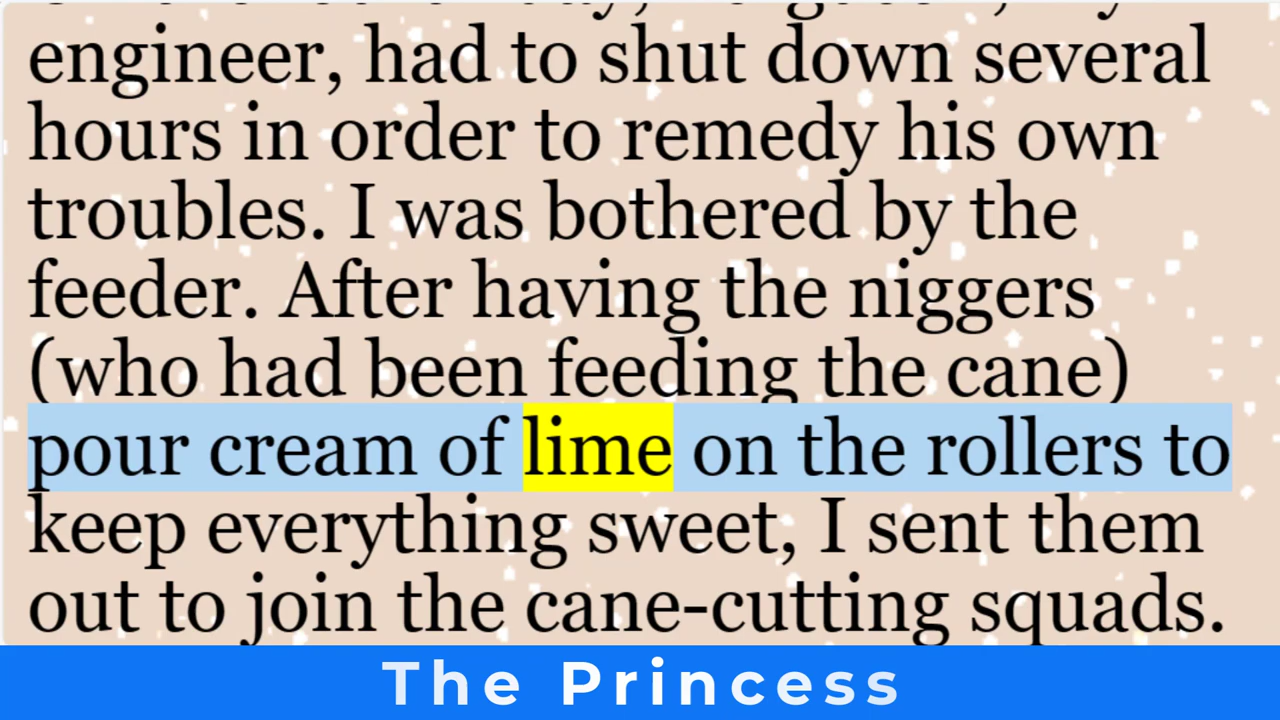 engineer, had to shut down several
hours in order to remedy his own
troubles. I was bothered by the
feeder. After having the niggers
(who had been feeding the cane)
pour cream of lime on the rollers to
keep everything sweet, I sent them
out to join the cane-cutting squads.
The Princess